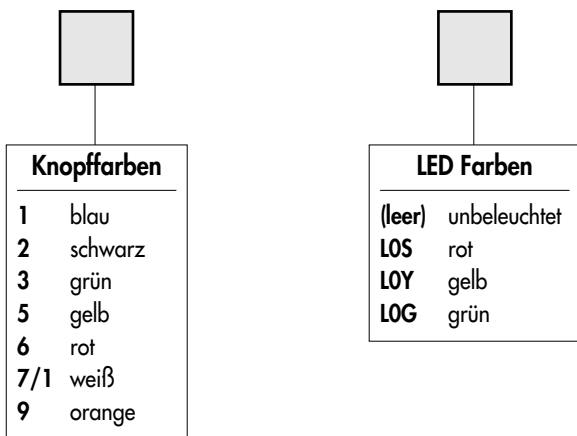 Knopffarben
1 blau
2 schwarz
3 grün
5 gelb
6 rot
7/1 weiß
9 orange
LED Farben
(leer) unbeleuchtet
L0S rot
L0Y gelb
L0G grün